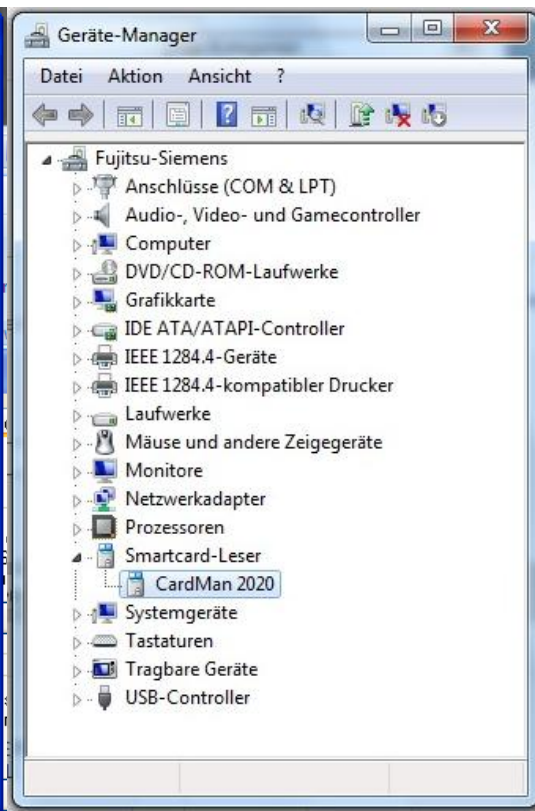 Geräte-Manager
Datei Aktion Ansicht ?
Fujitsu-Siemens
Anschlüsse (COM & LPT)
Audio-, Video- und Gamecontroller
Computer
DVD/CD-ROM-Laufwerke
Grafikkarte
IDE ATA/ATAPI-Controller
IEEE 1284.4-Geräte
IEEE 1284.4-kompatibler Drucker
Laufwerke
Mäuse und andere Zeigegeräte
Monitore
Netzwerkadapter
Prozessoren
Smartcard-Leser
CardMan 2020
Systemgeräte
Tastaturen
Tragbare Geräte
USB-Controller